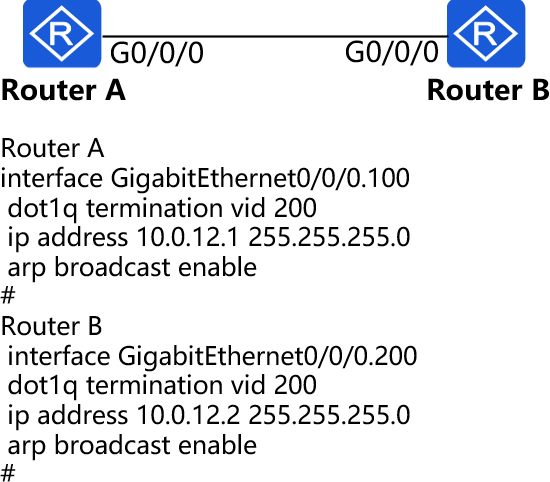 R
R
G0/0/0
G0/0/0
Router A
Router B
Router A
interface GigabitEthernet0/0/0.100
dot1q termination vid 200
ip address 10.0.12.1 255.255.255.0
arp broadcast enable
#
Router B
interface GigabitEthernet0/0/0.200
dot1q termination vid 200
ip address 10.0.12.2 255.255.255.0
arp broadcast enable
#